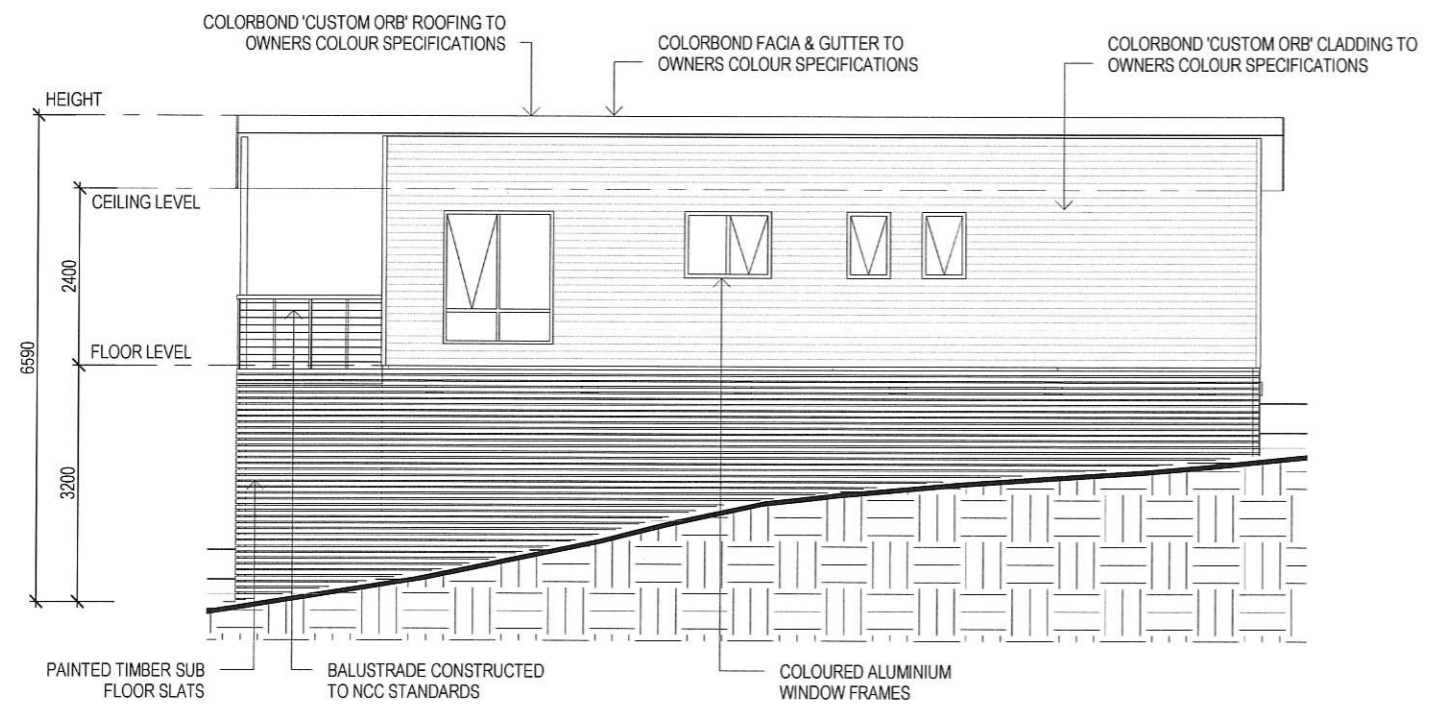 COLORBOND 'CUSTOM ORB' ROOFING TO
OWNERS COLOUR SPECIFICATIONS
COLORBOND FACIA & GUTTER TO
OWNERS COLOUR SPECIFICATIONS
COLORBOND 'CUSTOM ORB' CLADDING TO
OWNERS COLOUR SPECIFICATIONS
HEIGHT
CEILING LEVEL
2400
FLOOR LEVEL
6590
3200
PAINTED TIMBER SUB
FLOOR SLATS
BALUSTRADE CONSTRUCTED
TO NCC STANDARDS
COLOURED ALUMINIUM
WINDOW FRAMES